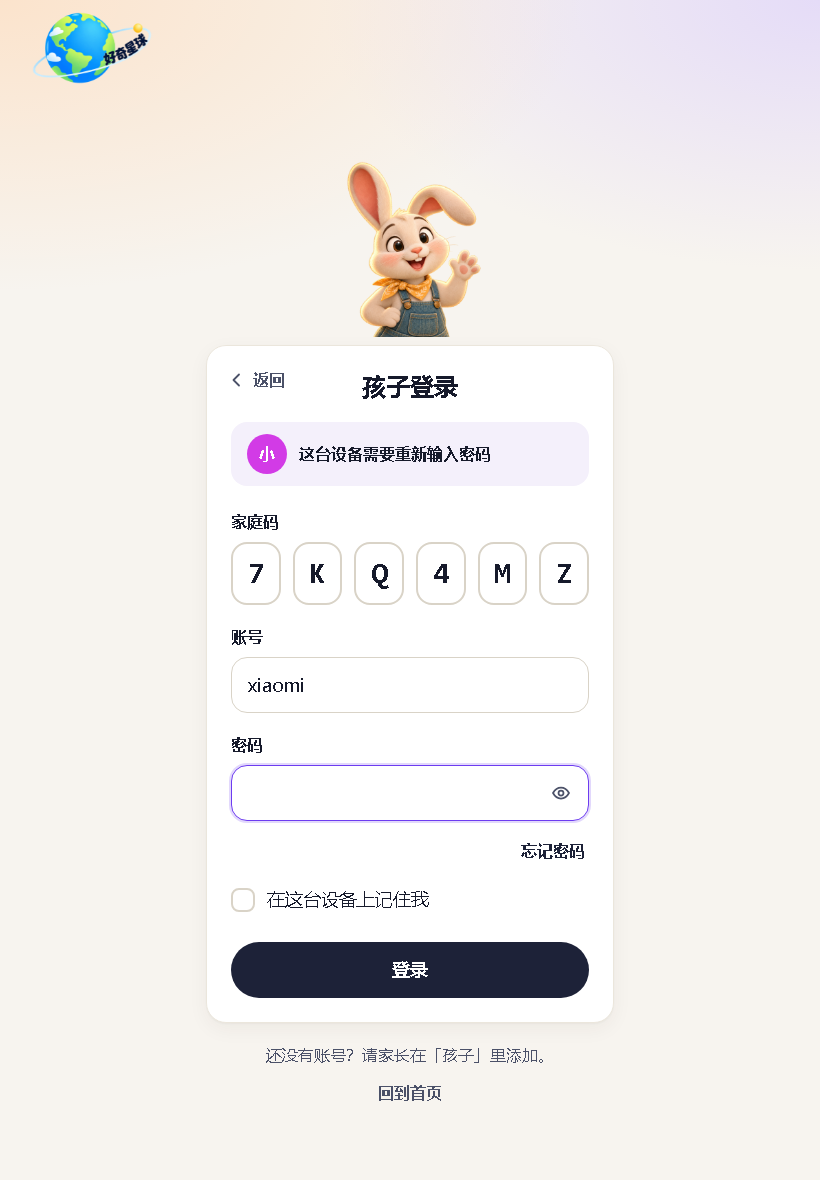 好奇星球
返回
孩子登录
小
这台设备需要重新输入密码
家庭码
7 K Q 4 M Z
账号
xiaomi
密码
忘记密码
在这台设备上记住我
登录
还没有账号？请家长在「孩子」里添加。
回到首页